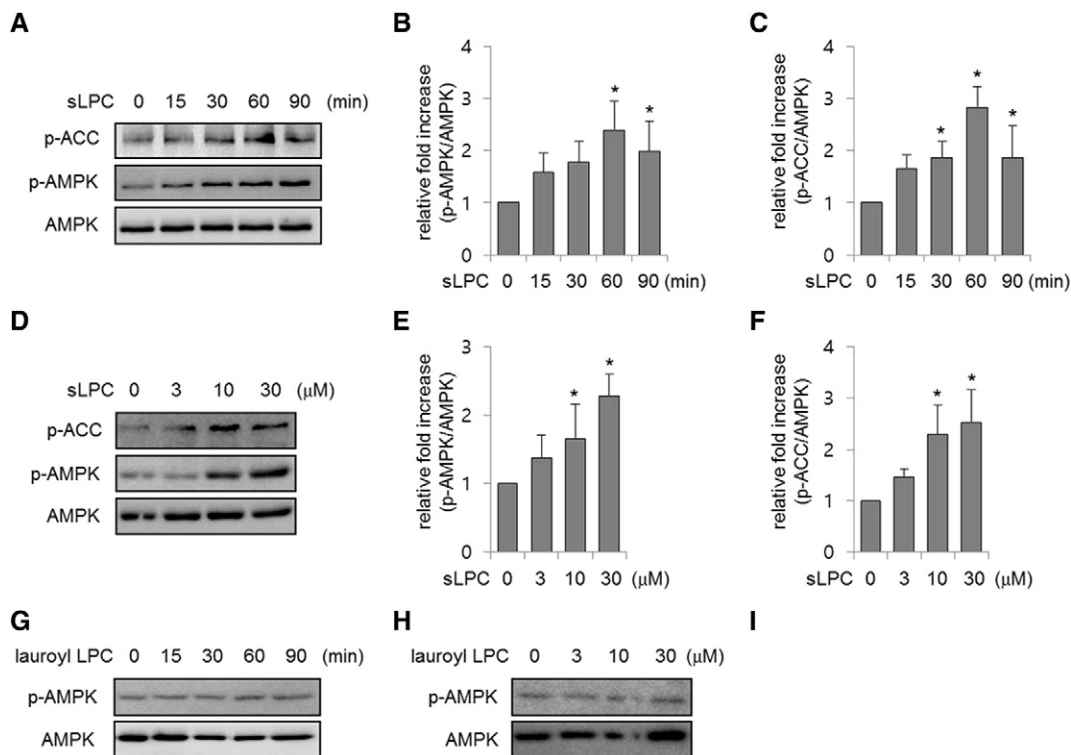 A
sLPC 0 15 30 60 90 (min)
p-ACC
p-AMPK
AMPK
B
relative fold increase
(p-AMPK/AMPK)
4
3
2
1
0
* *
sLPC 0 15 30 60 90 (min)
C
relative fold increase
(p-ACC/AMPK)
4
3
2
1
0
* * *
sLPC 0 15 30 60 90 (min)
D
sLPC 0 3 10 30 (μM)
p-ACC
p-AMPK
AMPK
E
relative fold increase
(p-AMPK/AMPK)
3
2
1
0
* *
sLPC 0 3 10 30 (μM)
F
relative fold increase
(p-ACC/AMPK)
4
3
2
1
0
* *
sLPC 0 3 10 30 (μM)
G
lauroyl LPC 0 15 30 60 90 (min)
p-AMPK
AMPK
H
lauroyl LPC 0 3 10 30 (μM)
p-AMPK
AMPK
I